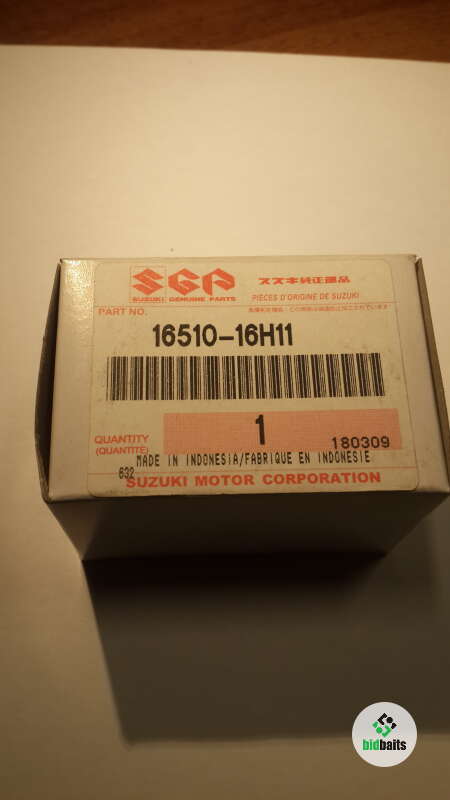 SGP
SUZUKI GENUINE PARTS
スズキ純正部品
PIÈCES D'ORIGINE DE SUZUKI
PART NO.
16510-16H11
QUANTITY
(QUANTITÉ)
1
180309
MADE IN INDONESIA/FABRIQUE EN INDONESIE
632
SUZUKI MOTOR CORPORATION
bidbaits